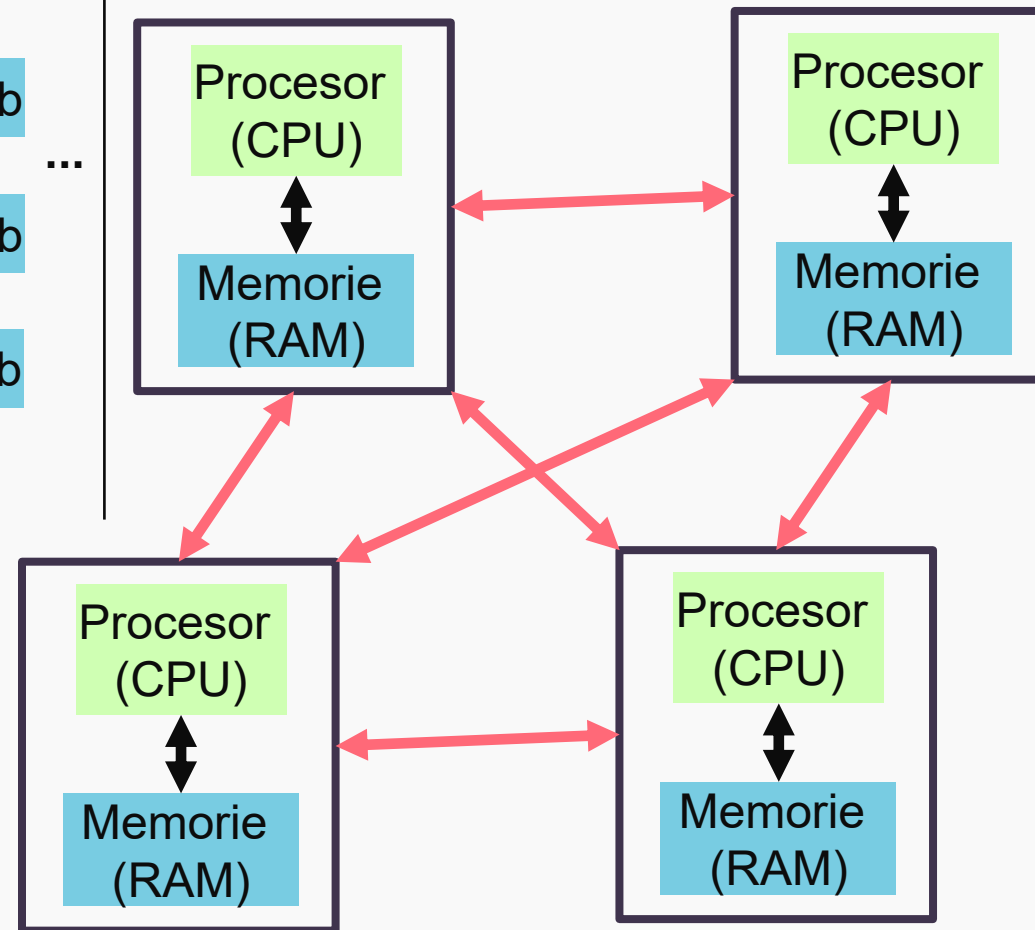 b
...
b
b
Procesor
(CPU)
Memorie
(RAM)
Procesor
(CPU)
Memorie
(RAM)
Procesor
(CPU)
Memorie
(RAM)
Procesor
(CPU)
Memorie
(RAM)